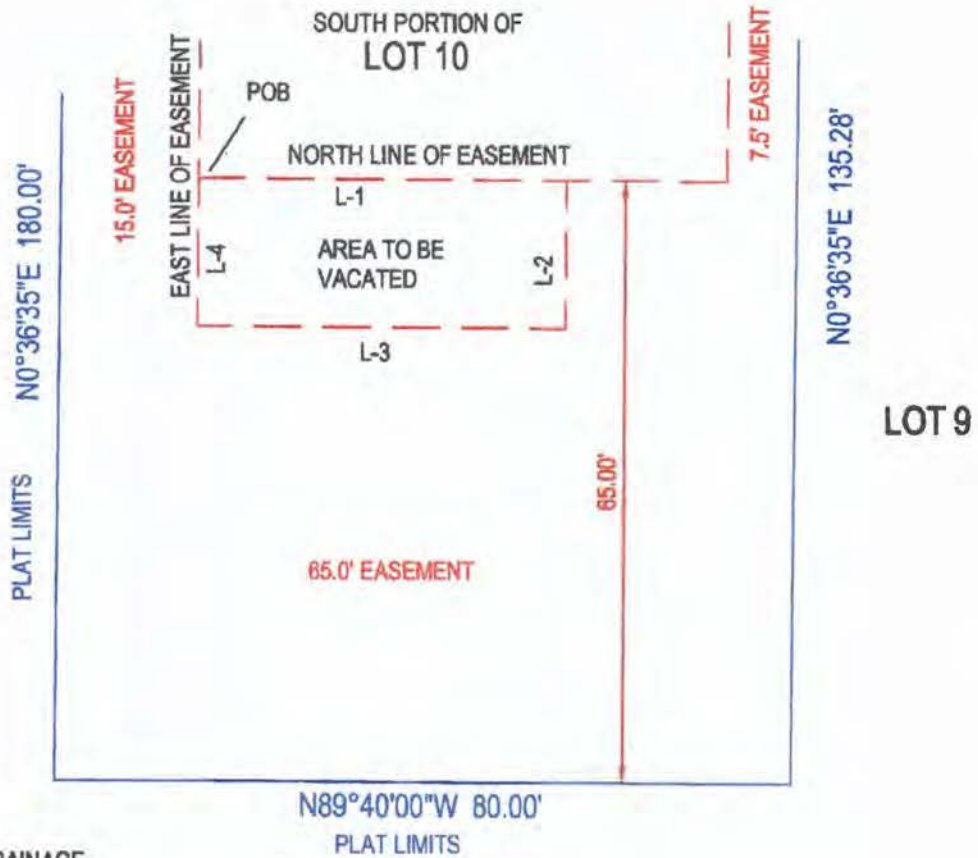 SOUTH PORTION OF
LOT 10
EAST LINE OF EASEMENT
POB
15.0' EASEMENT
7.5' EASEMENT
NORTH LINE OF EASEMENT
L-1
N0°36'35"E 180.00'
N0°36'35"E 135.28'
L-4
AREA TO BE
VACATED
L-2
L-3
LOT 9
PLAT LIMITS
65.00'
65.0' EASEMENT
N89°40'00"W 80.00'
PLAT LIMITS